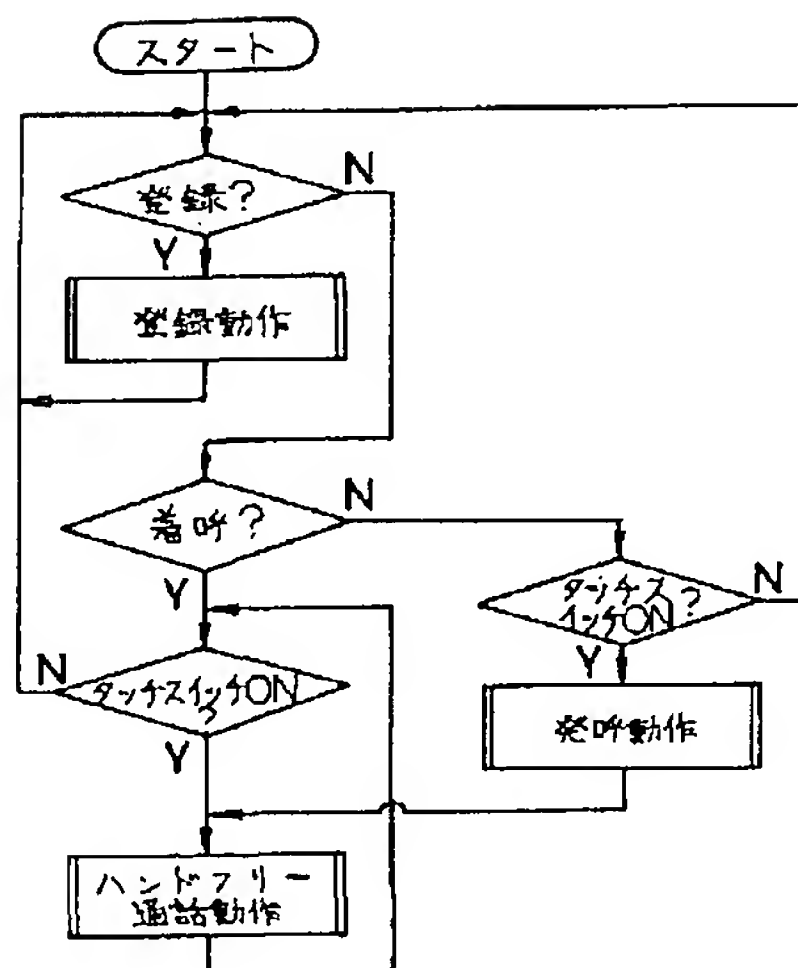 スタート
登録?
N
Y
登録動作
着呼?
N
Y
タッチス
イッチON?
N
Y
タッチスイッチON
?
N
Y
発呼動作
ハンドフリー
通話動作